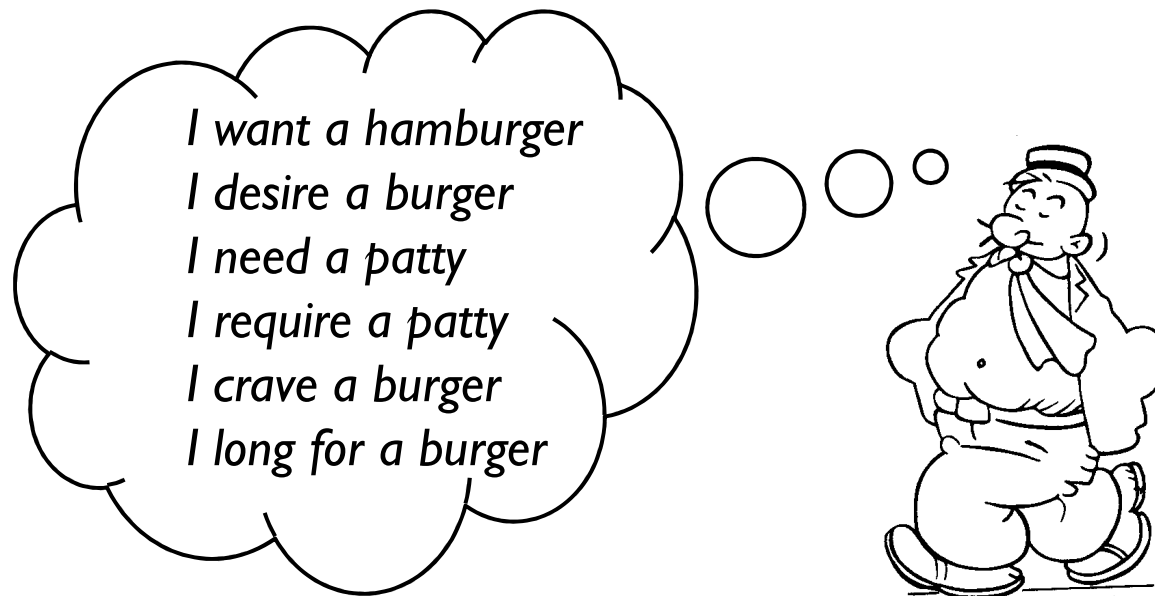 I want a hamburger
I desire a burger
I need a patty
I require a patty
I crave a burger
I long for a burger